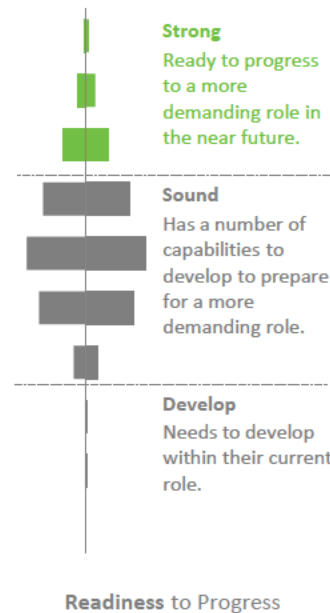 Strong
Ready to progress
to a more
demanding role in
the near future.
Sound
Has a number of
capabilities to
develop to prepare
for a more
demanding role.
Develop
Needs to develop
within their current
role.
Readiness to Progress